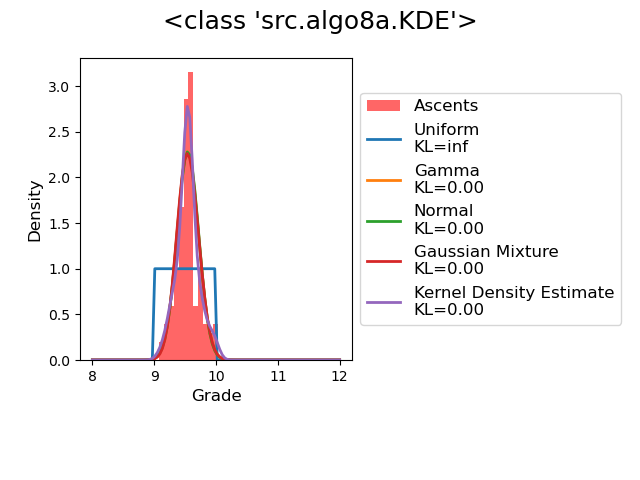 <class 'src.algo8a.KDE'>
Density
3.0
2.5
2.0
1.5
1.0
0.5
0.0
8 9 10 11 12
Grade
Ascents
Uniform
KL=inf
Gamma
KL=0.00
Normal
KL=0.00
Gaussian Mixture
KL=0.00
Kernel Density Estimate
KL=0.00